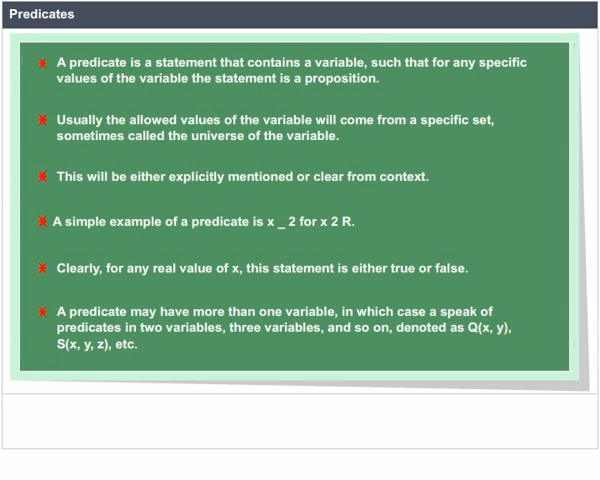 Predicates
A predicate is a statement that contains a variable, such that for any specific
values of the variable the statement is a proposition.
Usually the allowed values of the variable will come from a specific set,
sometimes called the universe of the variable.
This will be either explicitly mentioned or clear from context.
A simple example of a predicate is x _ 2 for x 2 R.
Clearly, for any real value of x, this statement is either true or false.
A predicate may have more than one variable, in which case a speak of
predicates in two variables, three variables, and so on, denoted as Q(x, y),
S(x, y, z), etc.